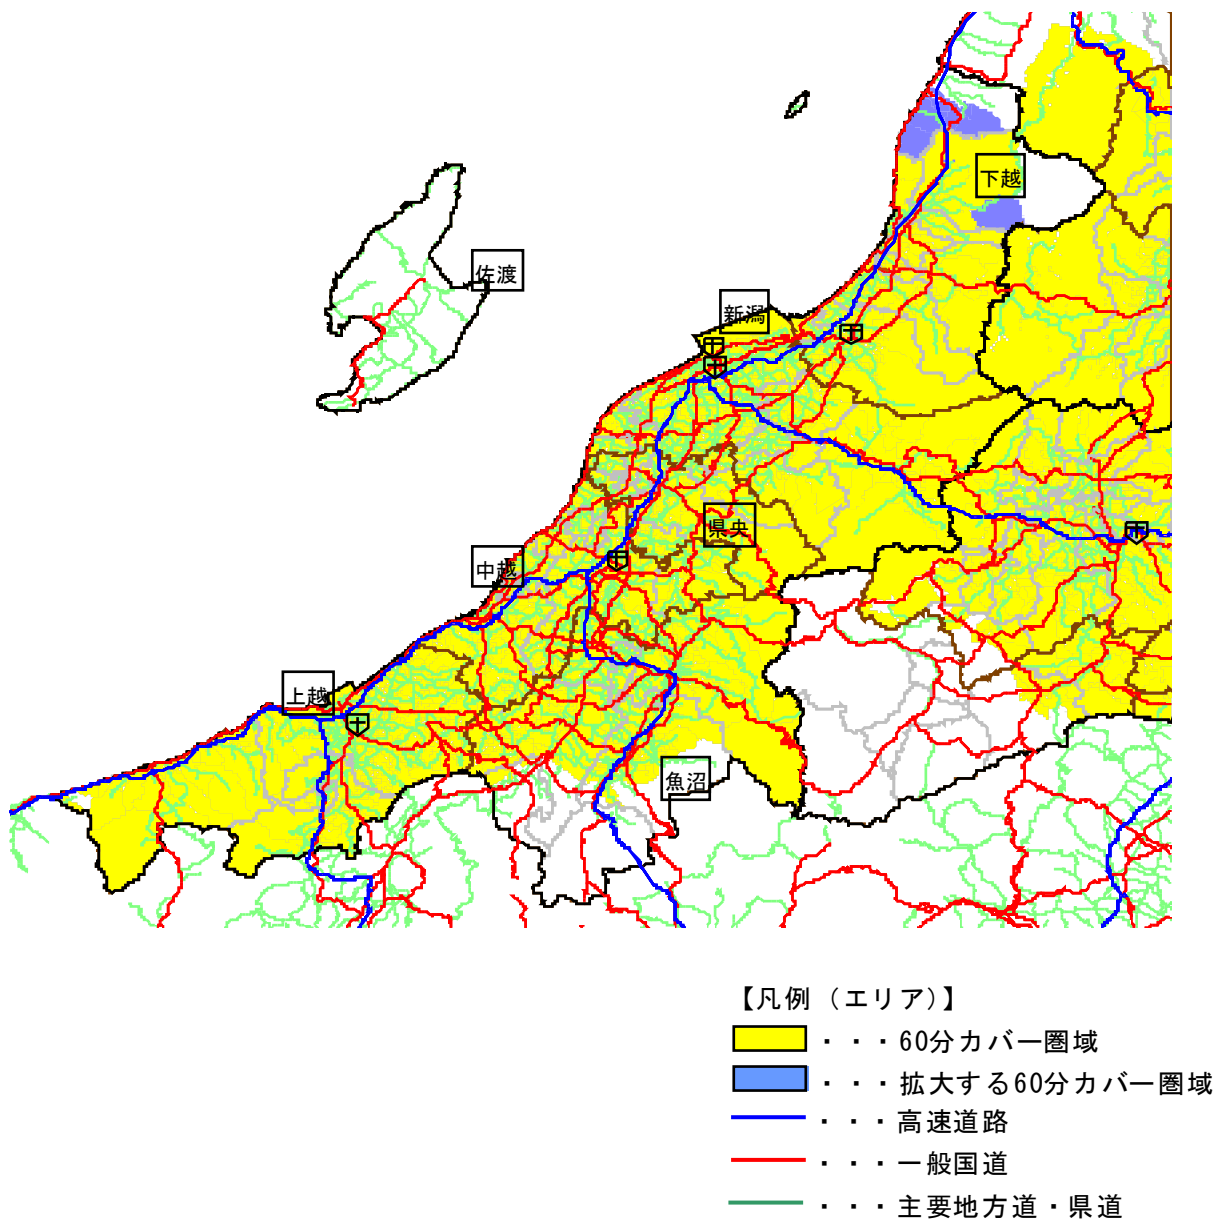 下越
佐渡
新潟
県央
中越
上越
魚沼
【凡例（エリア）】
・・・60分カバー圏域
・・・拡大する60分カバー圏域
・・・高速道路
・・・一般国道
・・・主要地方道・県道